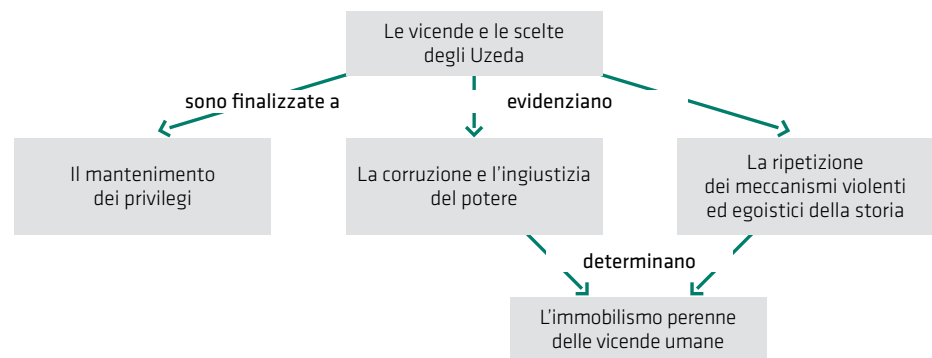 Le vicende e le scelte
degli Uzeda
sono finalizzate a
evidenziano
Il mantenimento
dei privilegi
La corruzione e l'ingiustizia
del potere
La ripetizione
dei meccanismi violenti
ed egoistici della storia
determinano
L'immobilismo perenne
delle vicende umane